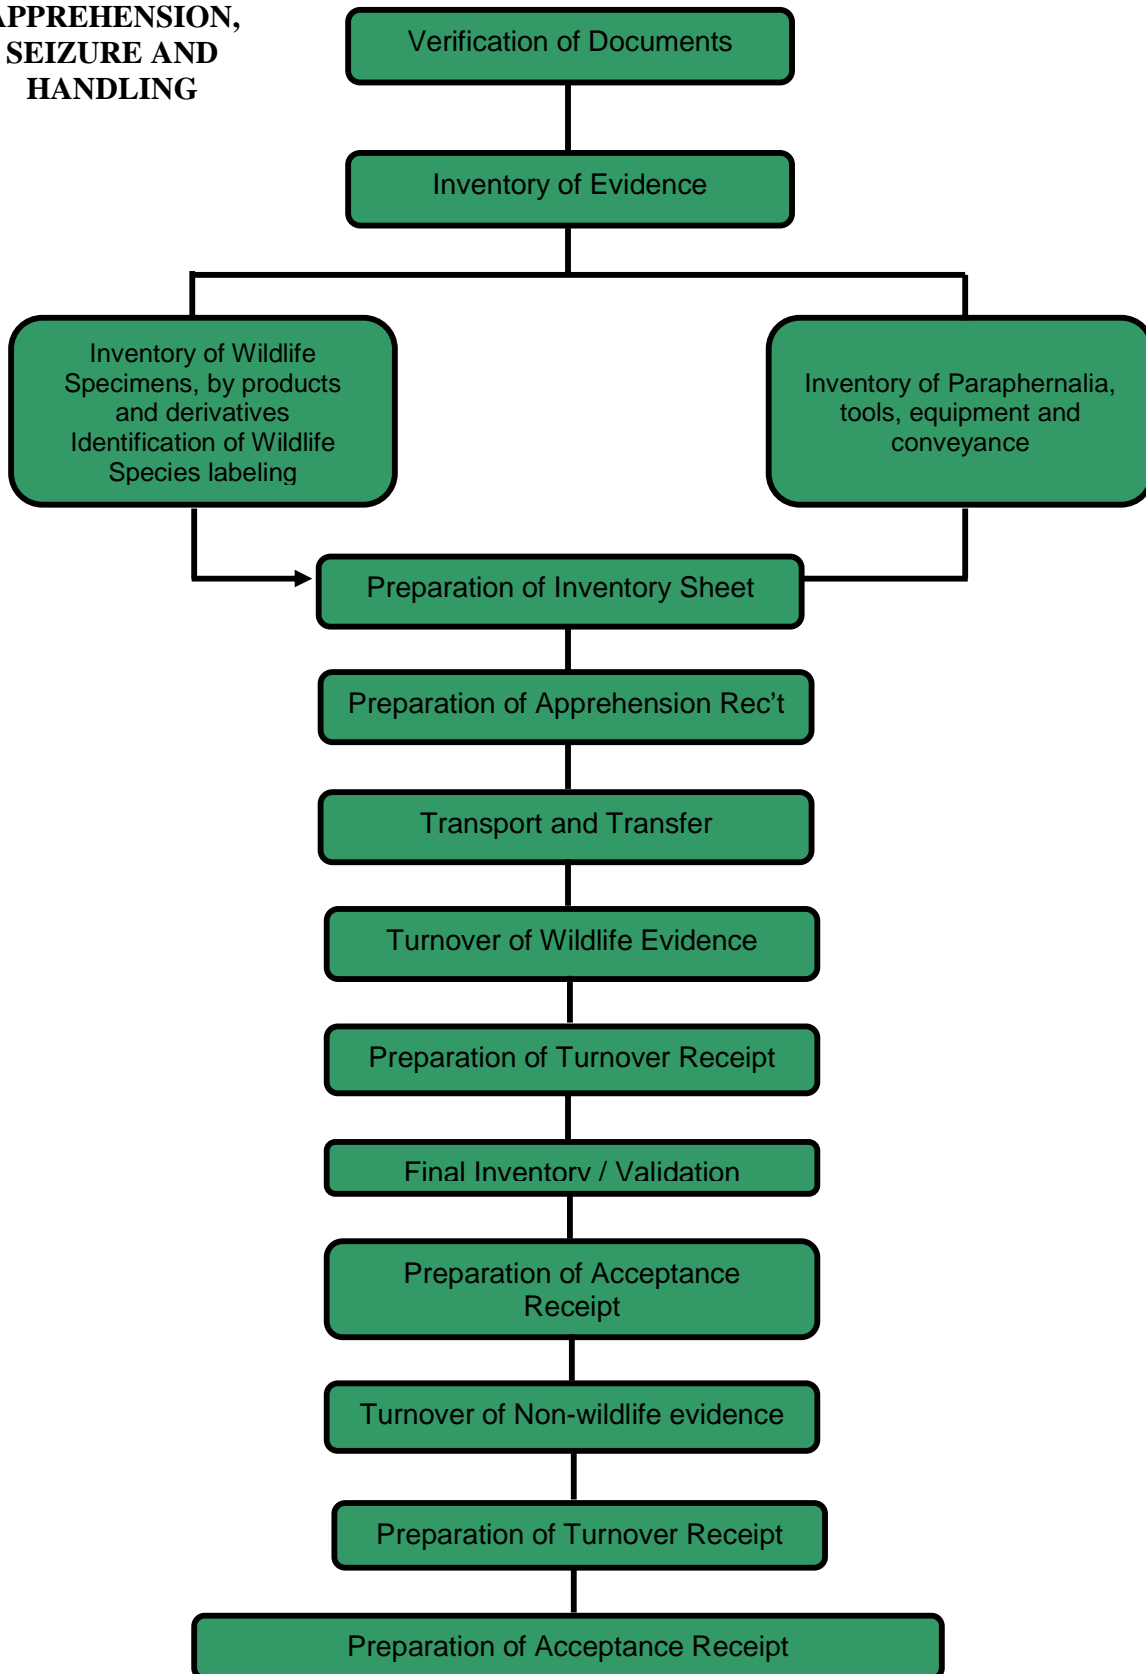 APPREHENSION,
SEIZURE AND
HANDLING
Verification of Documents
Inventory of Evidence
Inventory of Wildlife
Specimens, by products
and derivatives
Identification of Wildlife
Species labeling
Inventory of Paraphernalia,
tools, equipment and
conveyance
Preparation of Inventory Sheet
Preparation of Apprehension Rec’t
Transport and Transfer
Turnover of Wildlife Evidence
Preparation of Turnover Receipt
Final Inventory / Validation
Preparation of Acceptance
Receipt
Turnover of Non-wildlife evidence
Preparation of Turnover Receipt
Preparation of Acceptance Receipt